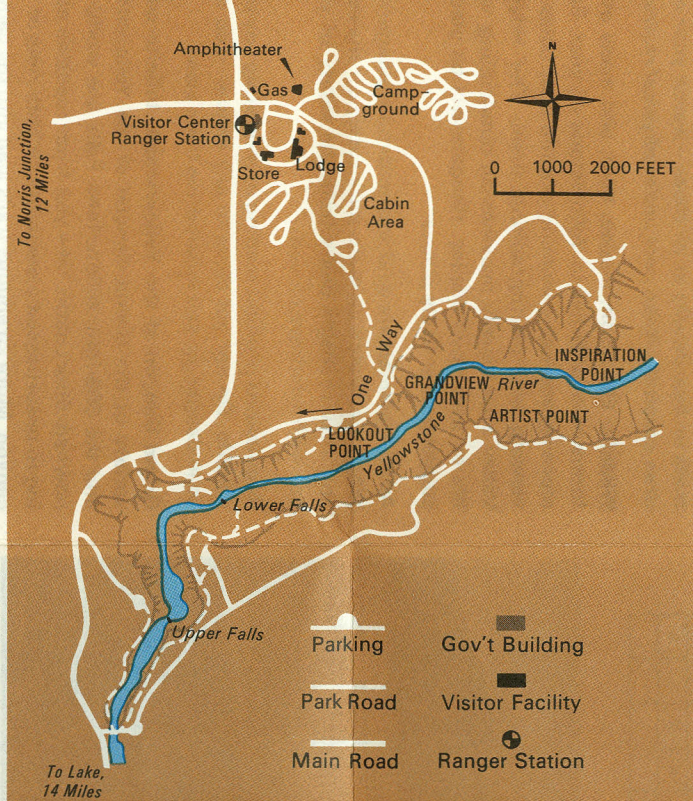 Amphitheater
Gas
Camp-
ground
Visitor Center
Ranger Station
Store
Lodge
Cabin
Area
To Norris Junction,
12 Miles
N
0 1000 2000 FEET
One Way
INSPIRATION
POINT
GRANDVIEW
POINT
River
ARTIST POINT
LOOKOUT
POINT
Yellowstone
Lower Falls
Upper Falls
Parking
Gov't Building
Park Road
Visitor Facility
Main Road
Ranger Station
To Lake,
14 Miles